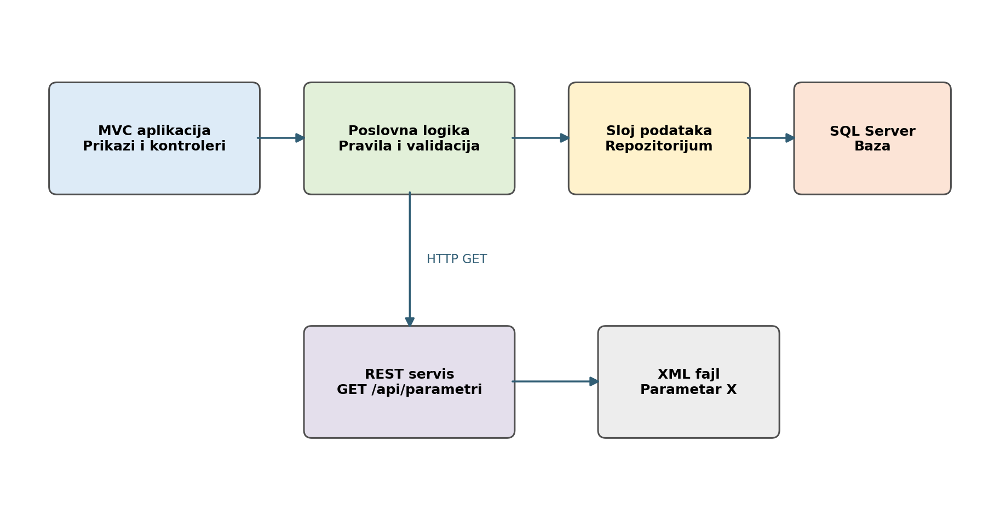 MVC aplikacija
Prikazi i kontroleri
Poslovna logika
Pravila i validacija
Sloj podataka
Repozitorijum
SQL Server
Baza
HTTP GET
REST servis
GET /api/parametri
XML fajl
Parametar X